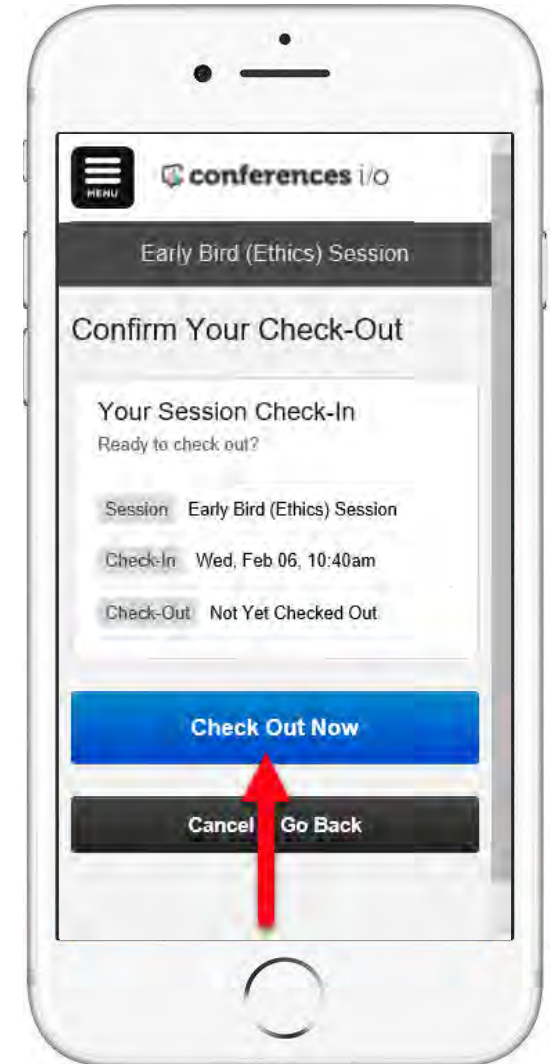 MENU
conferences i/o
Early Bird (Ethics) Session
Confirm Your Check-Out
Your Session Check-In
Ready to check out?
Session Early Bird (Ethics) Session
Check-In Wed, Feb 06, 10:40am
Check-Out Not Yet Checked Out
Check Out Now
Cancel Go Back